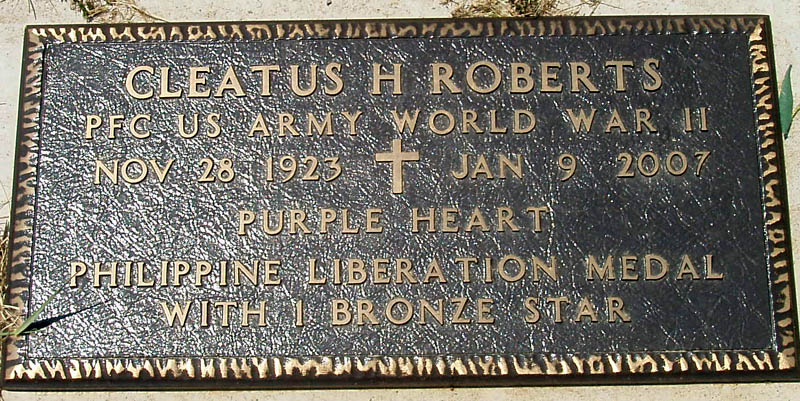 CLEATUS H ROBERTS
PFC US ARMY WORLD WAR II
NOV 28 1923 JAN 9 2007
PURPLE HEART
PHILIPPINE LIBERATION MEDAL
WITH 1 BRONZE STAR